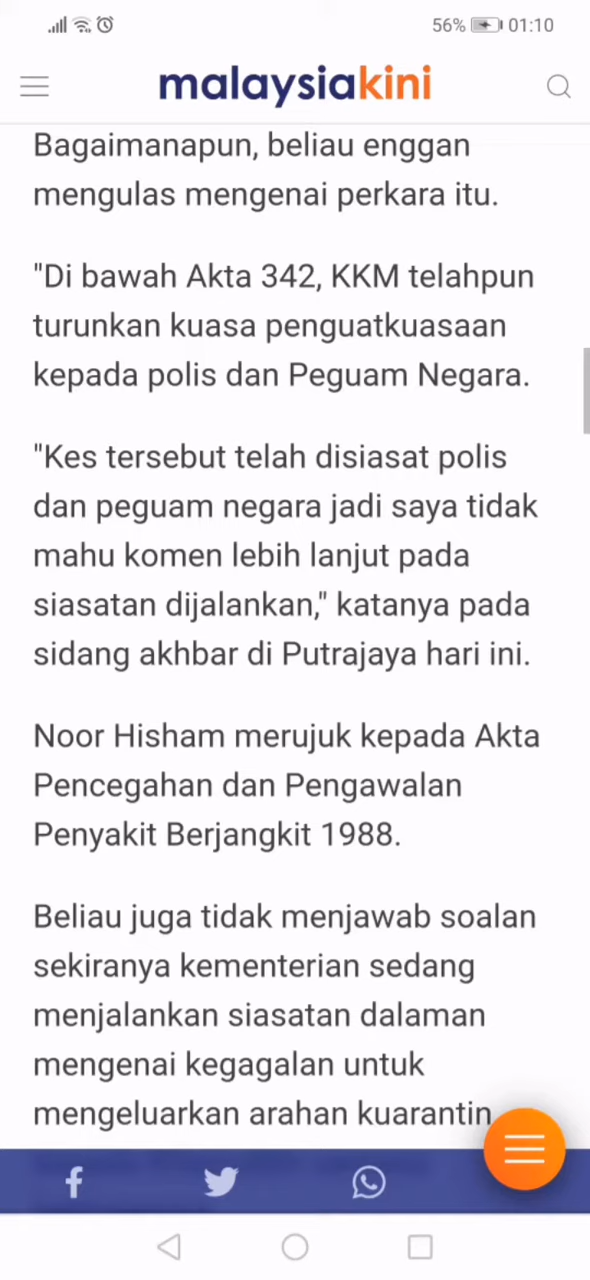 56% 01:10
malaysiakini
Bagaimanapun, beliau enggan
mengulas mengenai perkara itu.
"Di bawah Akta 342, KKM telahpun
turunkan kuasa penguatkuasaan
kepada polis dan Peguam Negara.
"Kes tersebut telah disiasat polis
dan peguam negara jadi saya tidak
mahu komen lebih lanjut pada
siasatan dijalankan," katanya pada
sidang akhbar di Putrajaya hari ini.
Noor Hisham merujuk kepada Akta
Pencegahan dan Pengawalan
Penyakit Berjangkit 1988.
Beliau juga tidak menjawab soalan
sekiranya kementerian sedang
menjalankan siasatan dalaman
mengenai kegagalan untuk
mengeluarkan arahan kuarantin